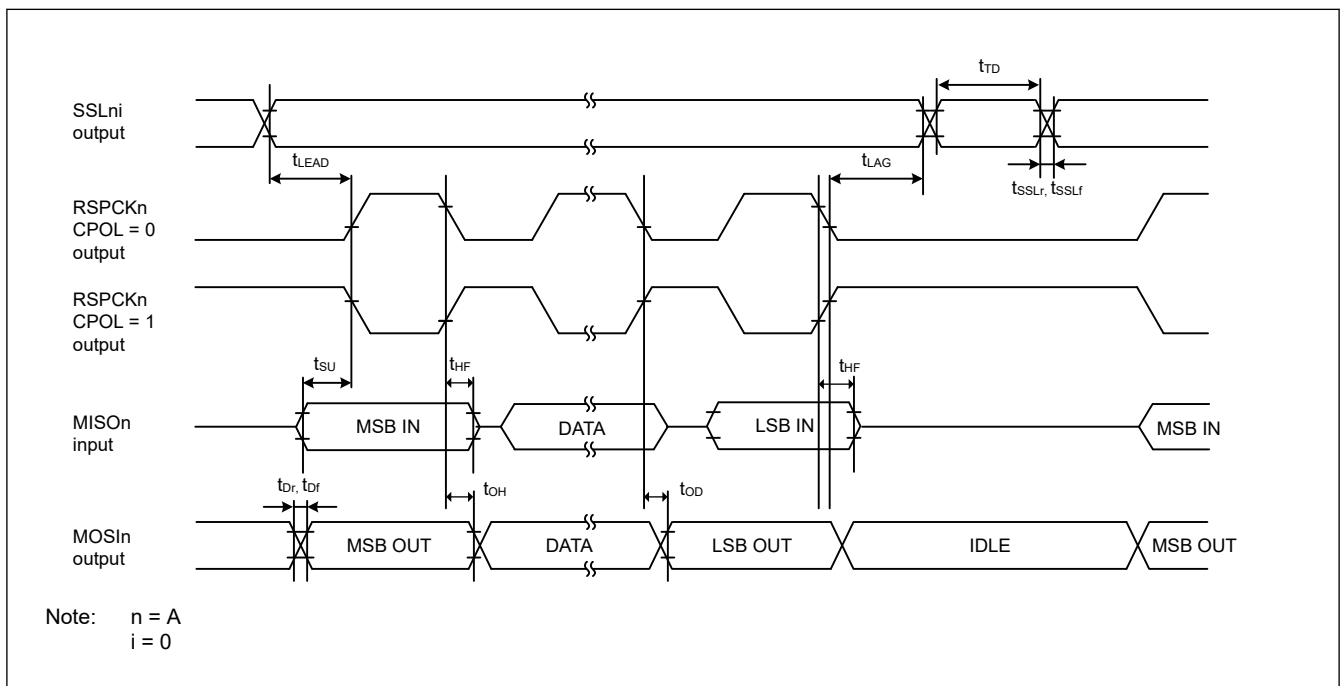 tTD
SSLni
output
tLEAD
tLAG
tSSLr, tSSLf
RSPCKn
CPOL = 0
output
RSPCKn
CPOL = 1
output
tSU
tHF
tHF
MISOn
input
MSB IN
DATA
LSB IN
MSB IN
tDr, tDf
tOH
tOD
MOSIn
output
MSB OUT
DATA
LSB OUT
IDLE
MSB OUT
Note: n = A
i = 0